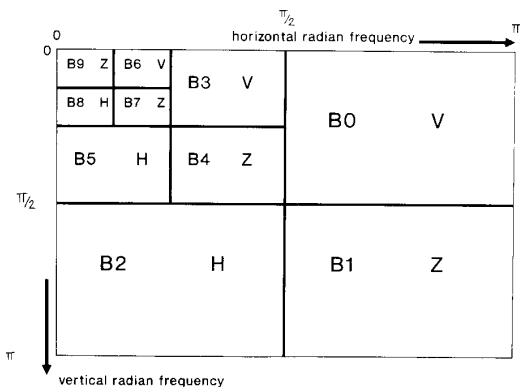 π/2 π
0 horizontal radian frequency
0
B9 Z B6 V B3 V
B8 H B7 Z
B0 V
B5 H B4 Z
π/2
B2 H B1 Z
π
vertical radian frequency